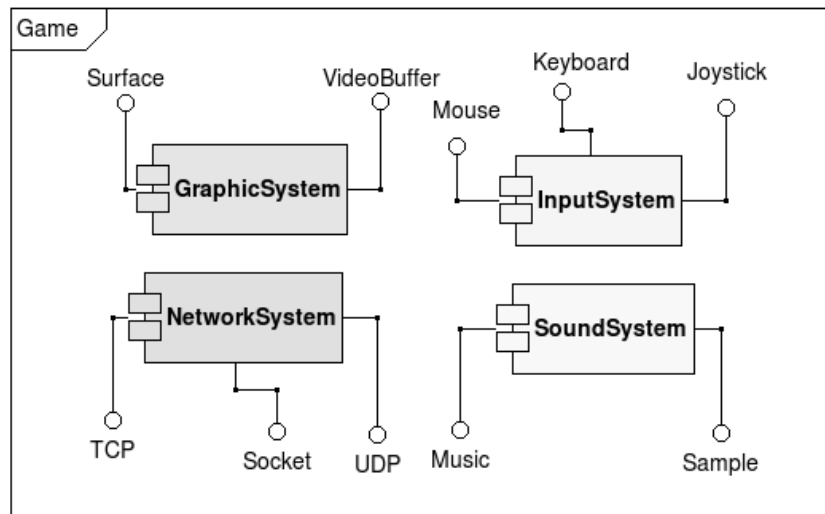 Game
Surface
VideoBuffer
Keyboard
Joystick
Mouse
GraphicSystem
InputSystem
NetworkSystem
SoundSystem
TCP
Socket
UDP
Music
Sample